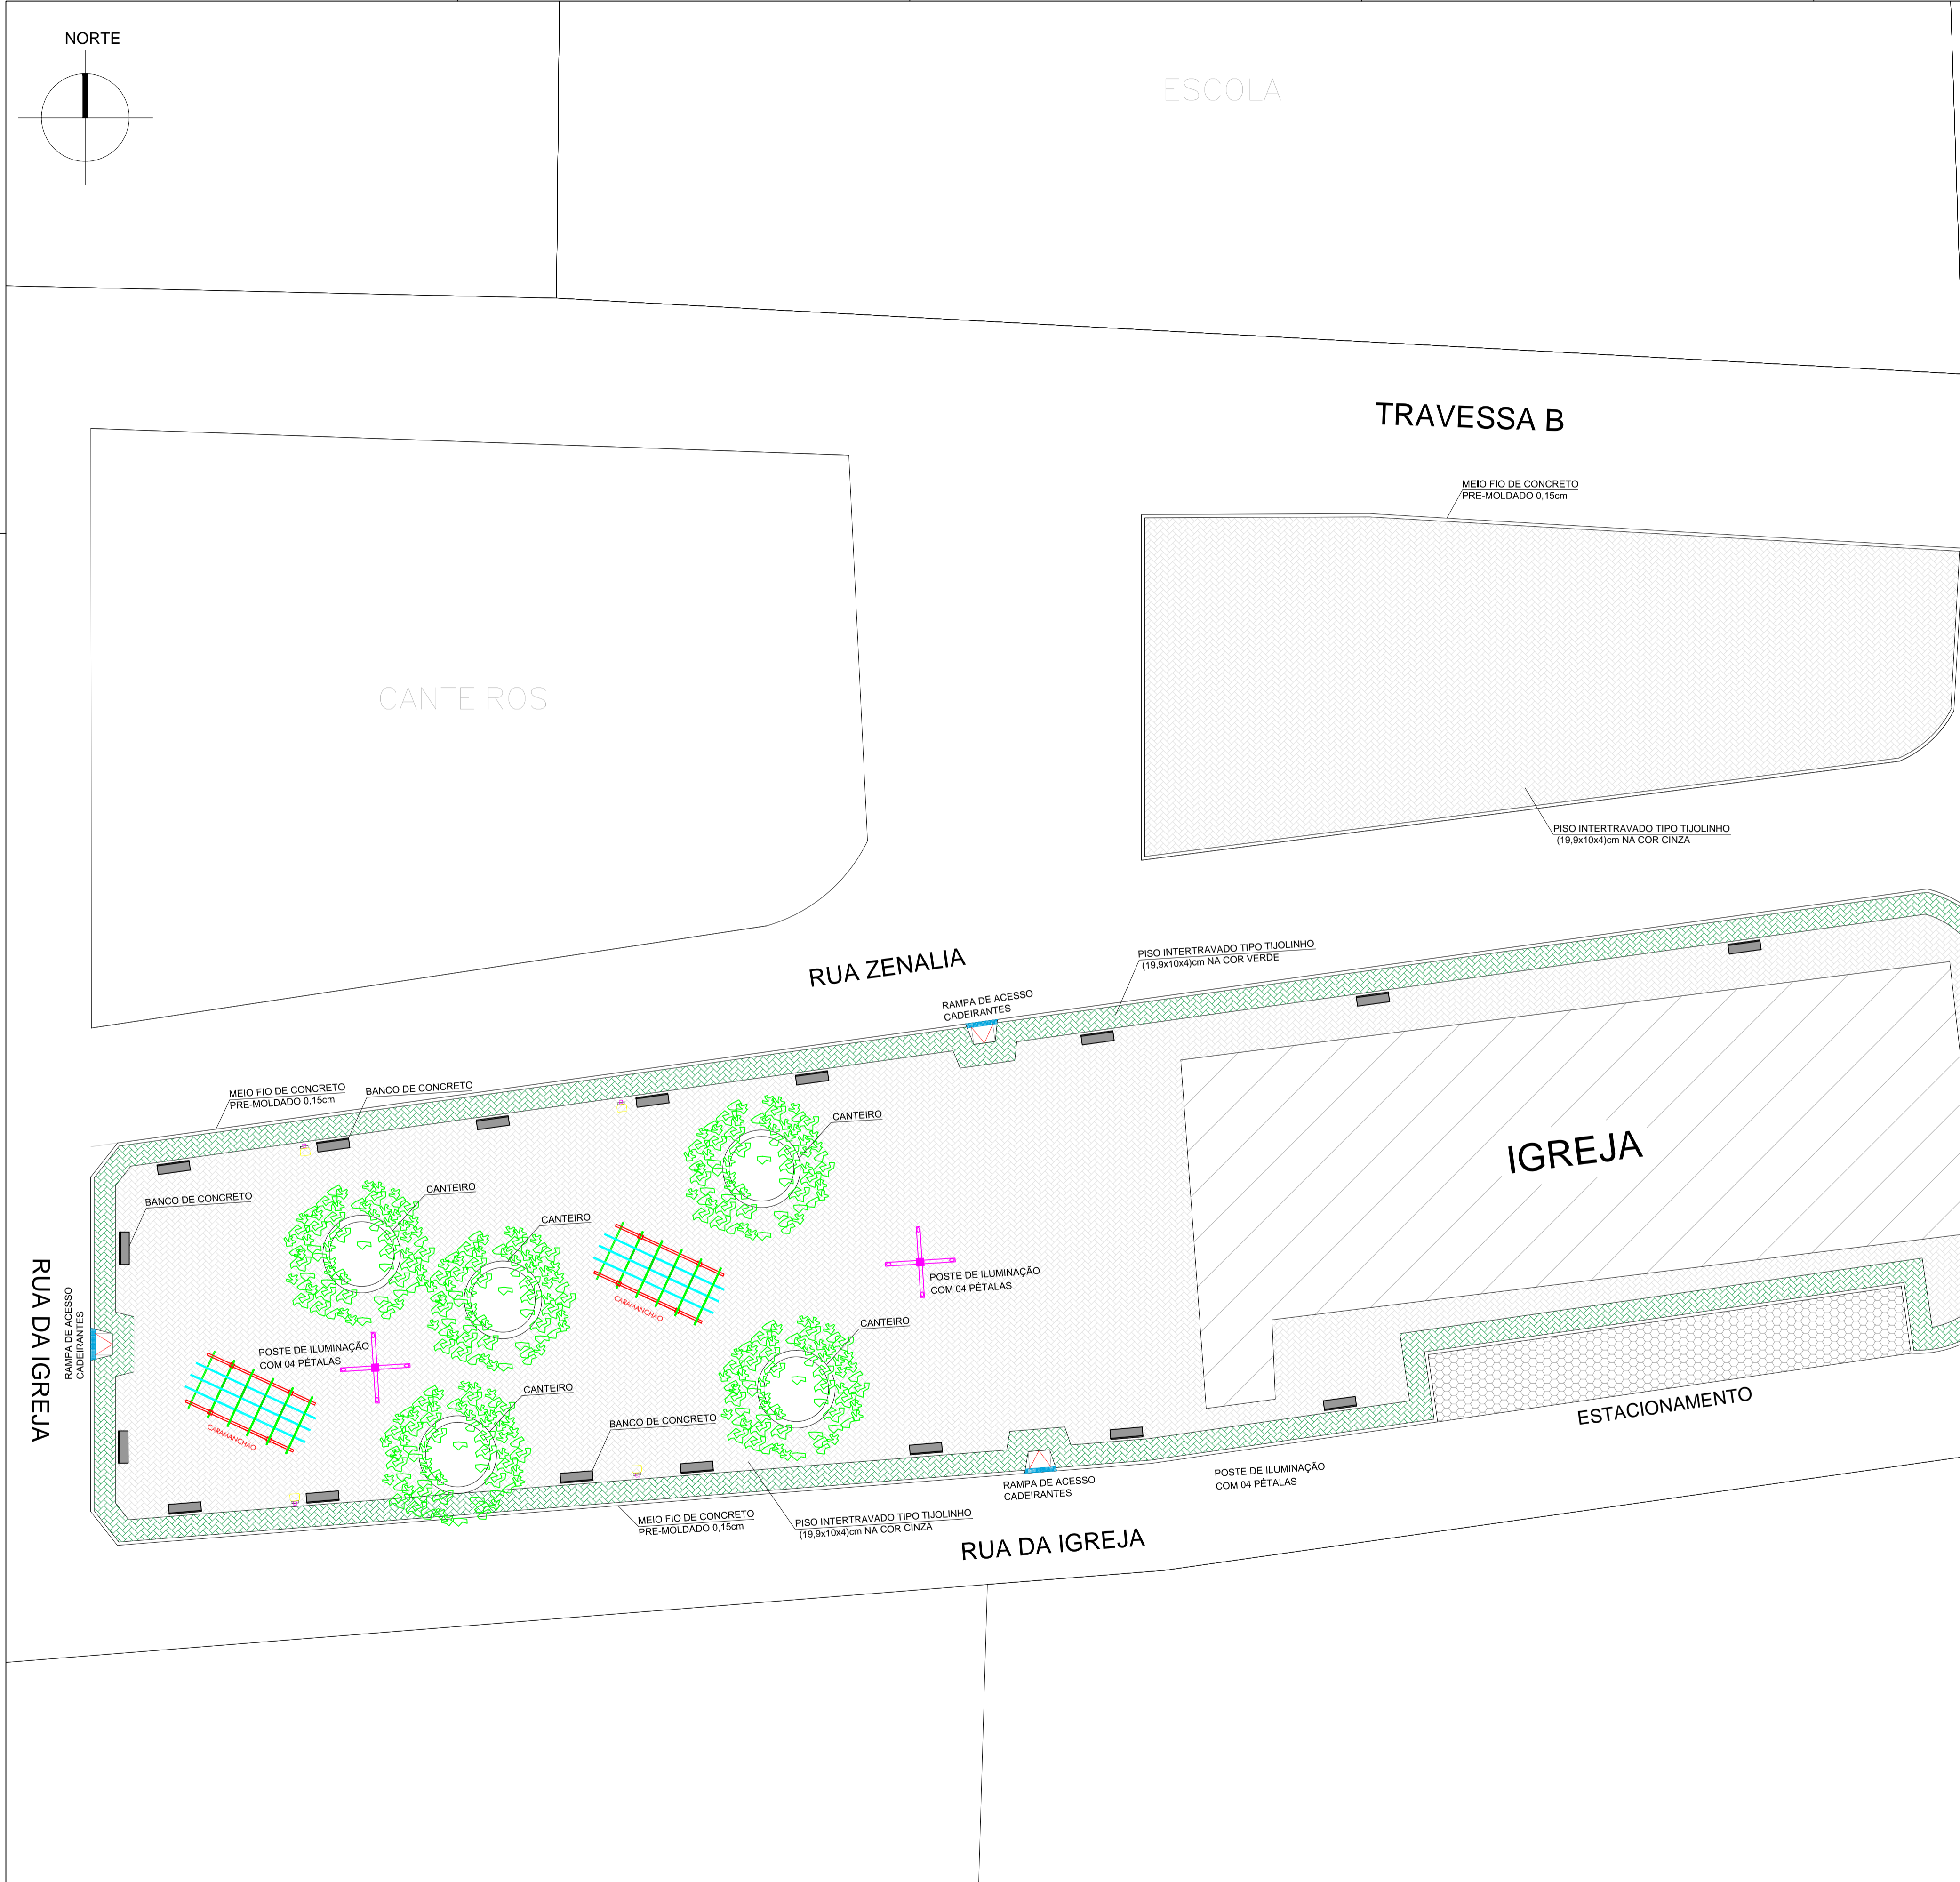 NORTE
ESCOLA
TRAVESSA B
MEIO FIO DE CONCRETO
PRE-MOLDADO 0,15cm
CANTEIROS
PISO INTERTRAVADO TIPO TIJOLINHO
(19,9x10x4)cm NA COR CINZA
RUA ZENALIA
PISO INTERTRAVADO TIPO TIJOLINHO
(19,9x10x4)cm NA COR VERDE
RAMPA DE ACESSO
CADEIRANTES
MEIO FIO DE CONCRETO
PRE-MOLDADO 0,15cm
BANCO DE CONCRETO
CANTEIRO
IGREJA
BANCO DE CONCRETO
CANTEIRO
CANTEIRO
RUA DA IGREJA
RAMPA DE ACESSO
CADEIRANTES
POSTE DE ILUMINAÇÃO
COM 04 PÉTALAS
CARAMANCHÃO
CANTEIRO
POSTE DE ILUMINAÇÃO
COM 04 PÉTALAS
CARAMANCHÃO
CANTEIRO
BANCO DE CONCRETO
ESTACIONAMENTO
RAMPA DE ACESSO
CADEIRANTES
POSTE DE ILUMINAÇÃO
COM 04 PÉTALAS
MEIO FIO DE CONCRETO
PRE-MOLDADO 0,15cm
PISO INTERTRAVADO TIPO TIJOLINHO
(19,9x10x4)cm NA COR CINZA
RUA DA IGREJA